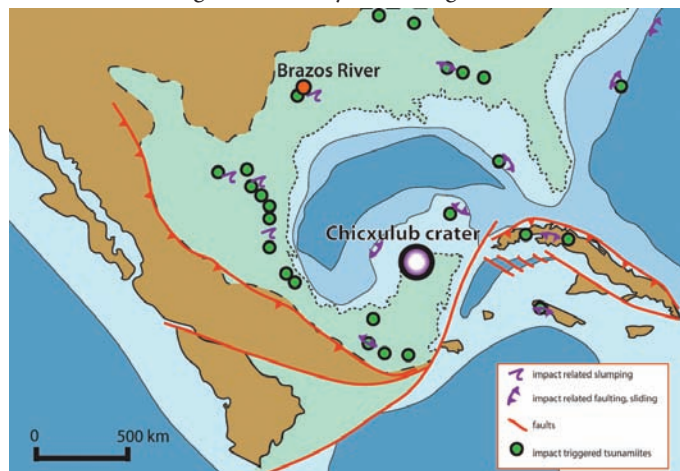 Brazos River
Chicxulub crater
impact related slumping
impact related faulting, sliding
faults
impact triggered tsunamiites
0 500 km